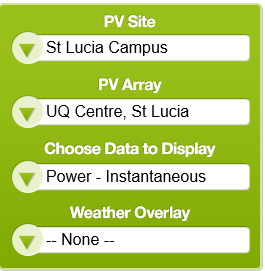 PV Site
St Lucia Campus
PV Array
UQ Centre, St Lucia
Choose Data to Display
Power - Instantaneous
Weather Overlay
-- None --